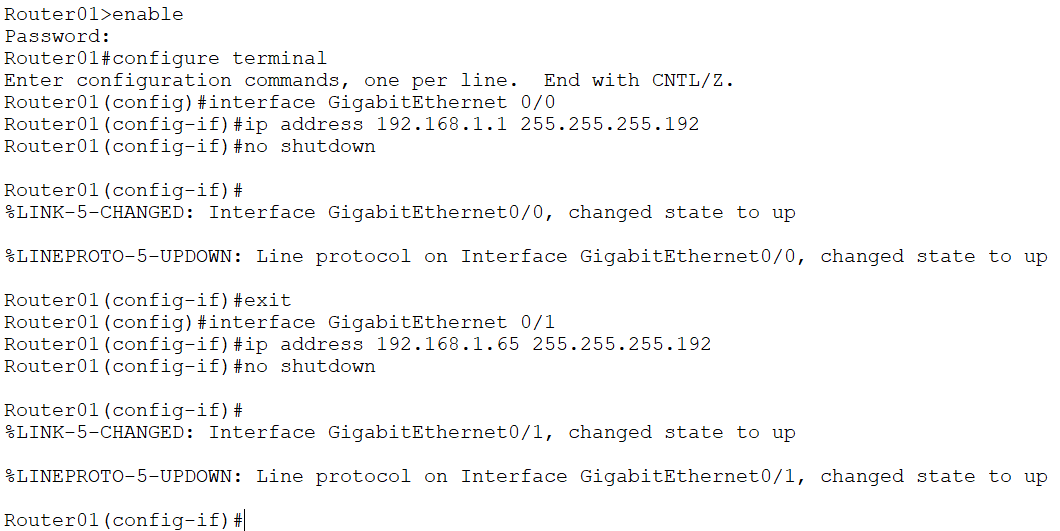 Router01>enable
Password:
Router01#configure terminal
Enter configuration commands, one per line.  End with CNTL/Z.
Router01(config)#interface GigabitEthernet 0/0
Router01(config-if)#ip address 192.168.1.1 255.255.255.192
Router01(config-if)#no shutdown
Router01(config-if)#
%LINK-5-CHANGED: Interface GigabitEthernet0/0, changed state to up
%LINEPROTO-5-UPDOWN: Line protocol on Interface GigabitEthernet0/0, changed state to up
Router01(config-if)#exit
Router01(config)#interface GigabitEthernet 0/1
Router01(config-if)#ip address 192.168.1.65 255.255.255.192
Router01(config-if)#no shutdown
Router01(config-if)#
%LINK-5-CHANGED: Interface GigabitEthernet0/1, changed state to up
%LINEPROTO-5-UPDOWN: Line protocol on Interface GigabitEthernet0/1, changed state to up
Router01(config-if)#